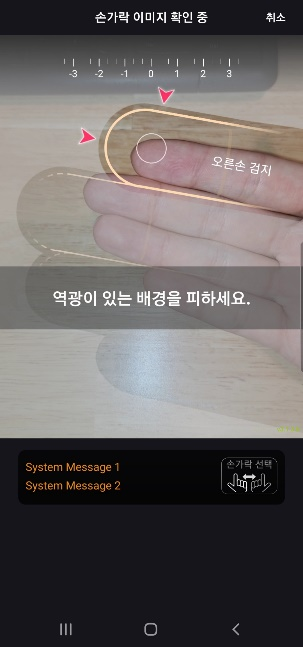 손가락 이미지 확인 중
취소
-3 -2 -1 0 1 2 3
오른손 검지
역광이 있는 배경을 피하세요.
System Message 1
손가락 선택
System Message 2